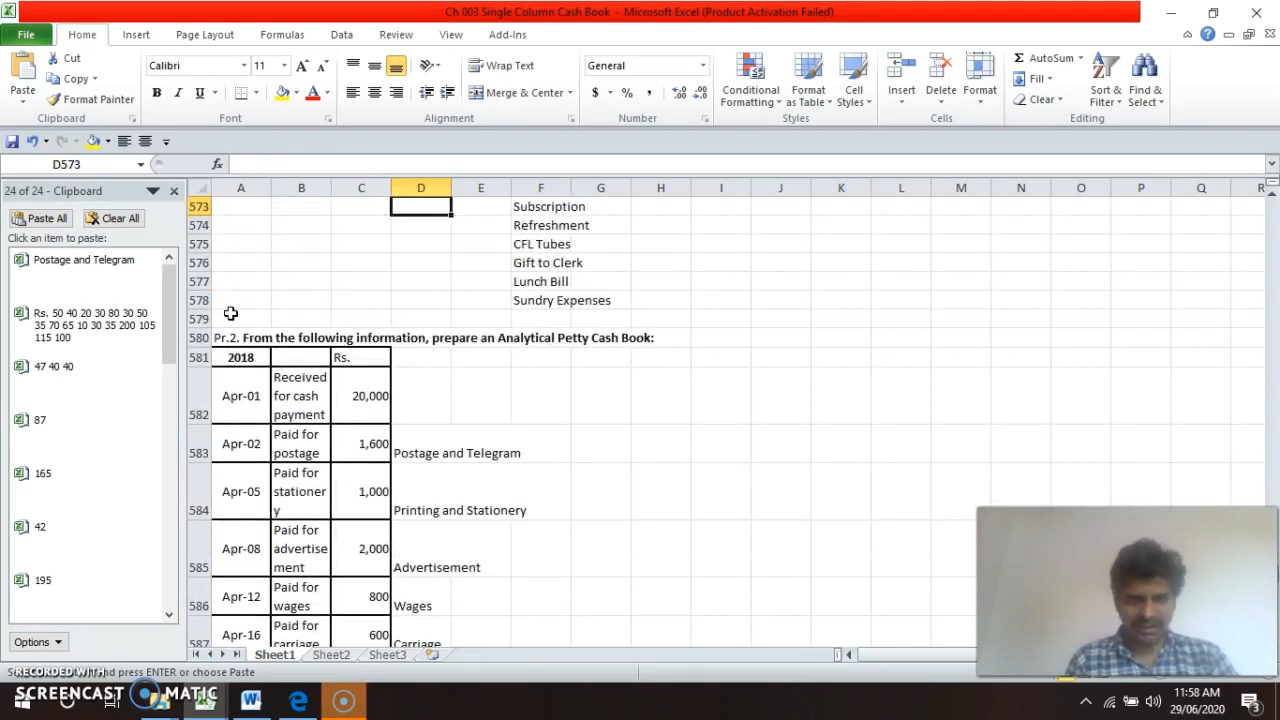 Ch 003 Single Column Cash Book - Microsoft Excel (Product Activation Failed)
File Home Insert Page Layout Formulas Data Review View Add-Ins
Paste
Cut
Copy
Format Painter
Clipboard
Calibri 11
B I U
Font
Wrap Text
Merge & Center
Alignment
General
$ % ,
Number
Conditional Formatting
Format as Table
Cell Styles
Styles
Insert
Delete
Format
Cells
AutoSum
Fill
Clear
Sort & Filter
Find & Select
Editing
D573 fx
24 of 24 - Clipboard
Paste All Clear All
Click an item to paste:
Postage and Telegram
Rs. 50 40 20 30 80 30 50
35 70 65 10 30 35 200 105
115 100
47 40 40
87
165
42
195
Options
A B C D E F G H I J K L M N O P Q R
573 Subscription
574 Refreshment
575 CFL Tubes
576 Gift to Clerk
577 Lunch Bill
578 Sundry Expenses
579
580 Pr.2. From the following information, prepare an Analytical Petty Cash Book:
581 2018 Rs.
582 Apr-01 Received for cash payment 20,000
583 Apr-02 Paid for postage 1,600 Postage and Telegram
584 Apr-05 Paid for stationery 1,000 Printing and Stationery
585 Apr-08 Paid for advertisement 2,000 Advertisement
586 Apr-12 Paid for wages 800 Wages
587 Apr-16 Paid for carriage 600 Carriage
Sheet1 Sheet2 Sheet3
and press ENTER or choose Paste
RECORDED WITH
SCREENCAST MATIC
11:58 AM
29/06/2020
3